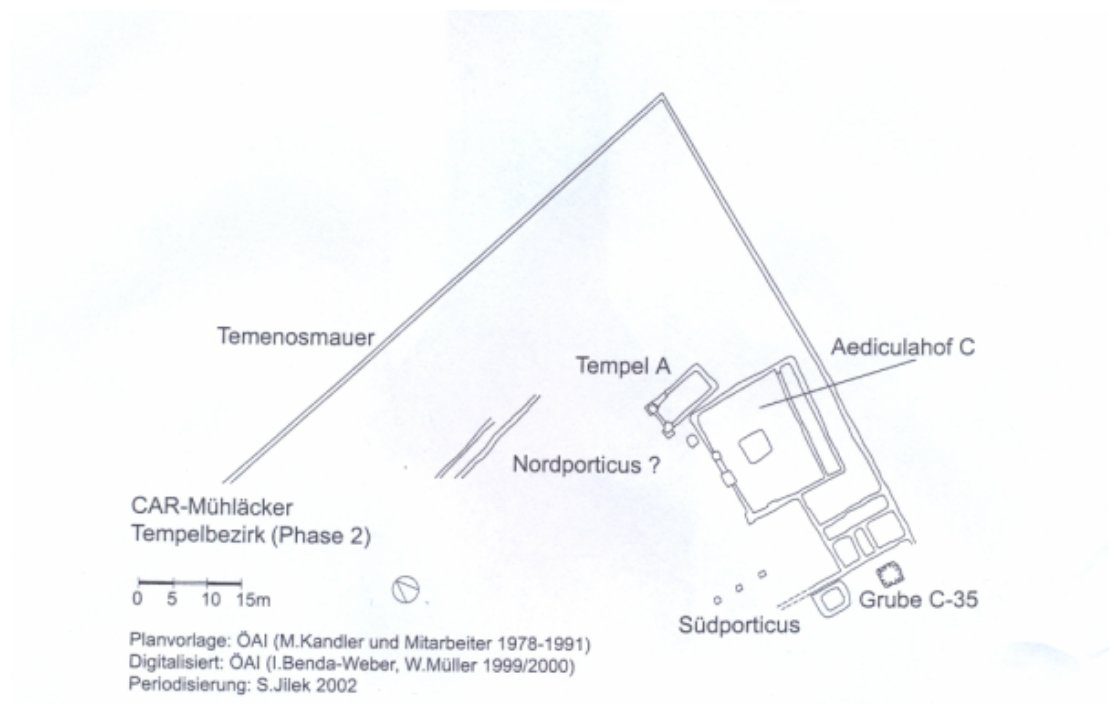 Temenosmauer
Aediculahof C
Tempel A
Nordporticus ?
CAR-Mühläcker
Tempelbezirk (Phase 2)
0 5 10 15m
Grube C-35
Südporticus
Planvorlage: ÖAI (M.Kandler und Mitarbeiter 1978-1991)
Digitalisiert: ÖAI (I.Benda-Weber, W.Müller 1999/2000)
Periodisierung: S.Jilek 2002